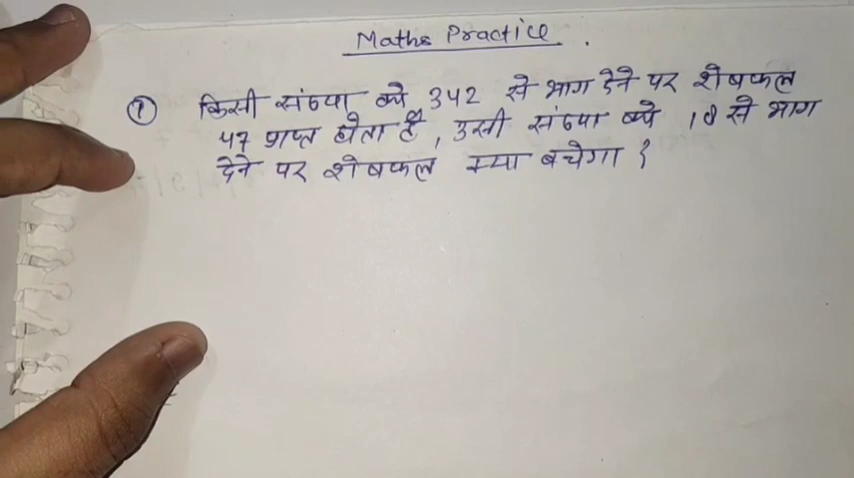 Maths Practice .
① किसी संख्या को 342 से भाग देने पर शेषफल
47 प्राप्त होता है, उसी संख्या को 18 से भाग
देने पर शेषफल क्या बचेगा ?